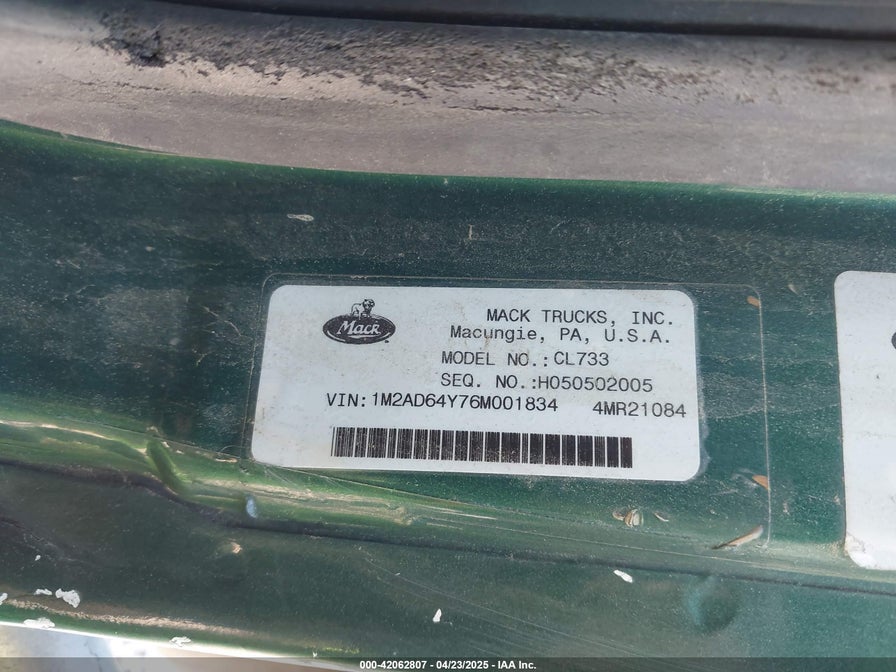 Mack
MACK TRUCKS, INC.
Macungie, PA, U.S.A.
MODEL NO.:CL733
SEQ. NO.:H050502005
VIN:1M2AD64Y76M001834 4MR21084
000-42062807 - 04/23/2025 - IAA Inc.